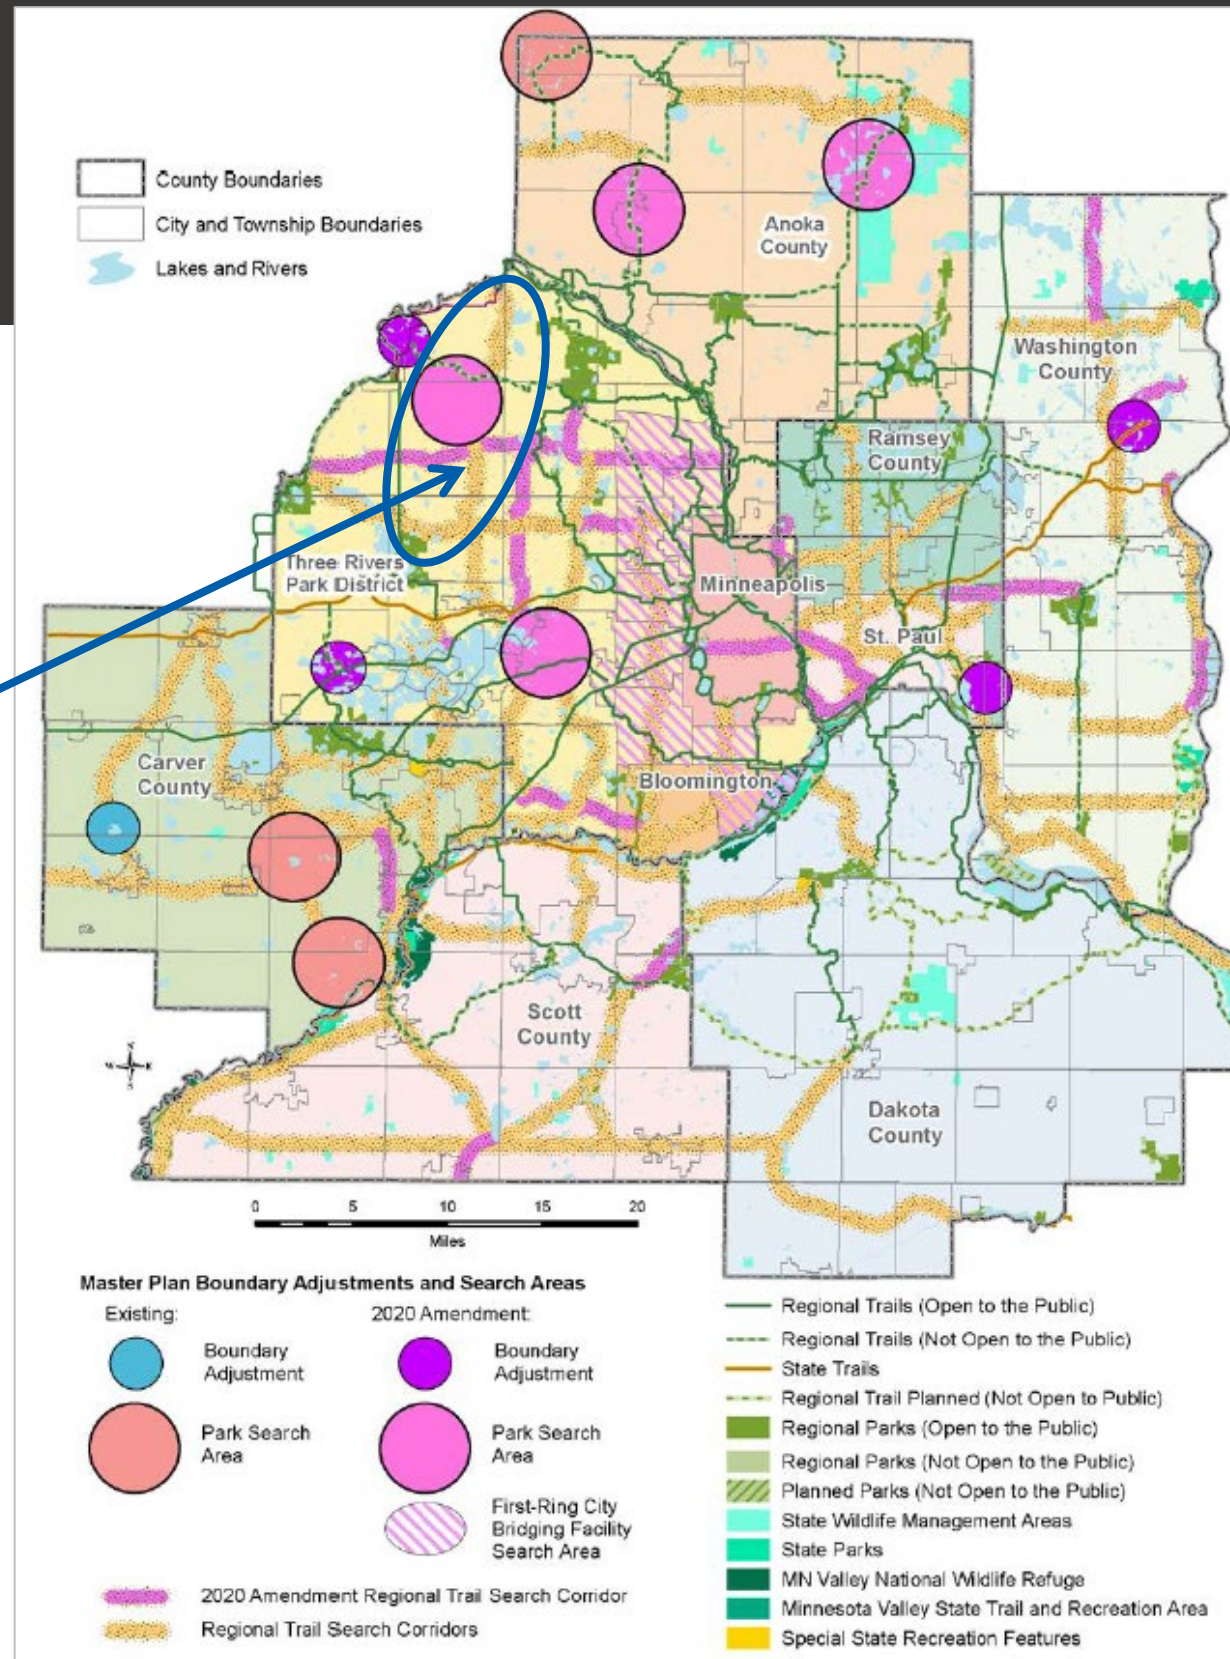 County Boundaries
City and Township Boundaries
Lakes and Rivers
Anoka
County
Washington
County
Ramsey
County
Three Rivers
Park District
Minneapolis
St. Paul
Carver
County
Bloomington
Scott
County
Dakota
County
0 5 10 15 20
Miles
Master Plan Boundary Adjustments and Search Areas
Existing:
Boundary
Adjustment
Park Search
Area
2020 Amendment:
Boundary
Adjustment
Park Search
Area
First-Ring City
Bridging Facility
Search Area
2020 Amendment Regional Trail Search Corridor
Regional Trail Search Corridors
Regional Trails (Open to the Public)
Regional Trails (Not Open to the Public)
State Trails
Regional Trail Planned (Not Open to Public)
Regional Parks (Open to the Public)
Regional Parks (Not Open to the Public)
Planned Parks (Not Open to the Public)
State Wildlife Management Areas
State Parks
MN Valley National Wildlife Refuge
Minnesota Valley State Trail and Recreation Area
Special State Recreation Features